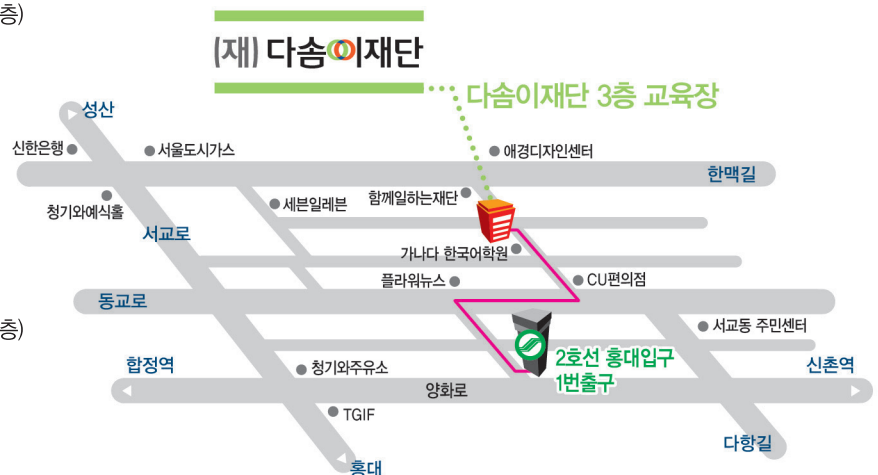 층)
(재) 다솜이재단
다솜이재단 3층 교육장
성산
신한은행
서울도시가스
애경디자인센터
한맥길
청기와예식홀
세븐일레븐
함께일하는재단
서교로
가나다 한국어학원
플라워뉴스
CU편의점
동교로
층)
서교동 주민센터
합정역
청기와주유소
2호선 홍대입구
1번출구
신촌역
양화로
TGIF
다항길
홍대